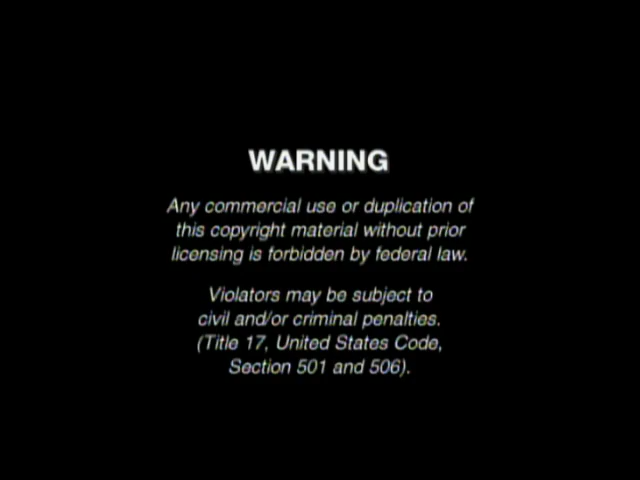 WARNING
Any commercial use or duplication of
this copyright material without prior
licensing is forbidden by federal law.
Violators may be subject to
civil and/or criminal penalties.
(Title 17, United States Code,
Section 501 and 506).